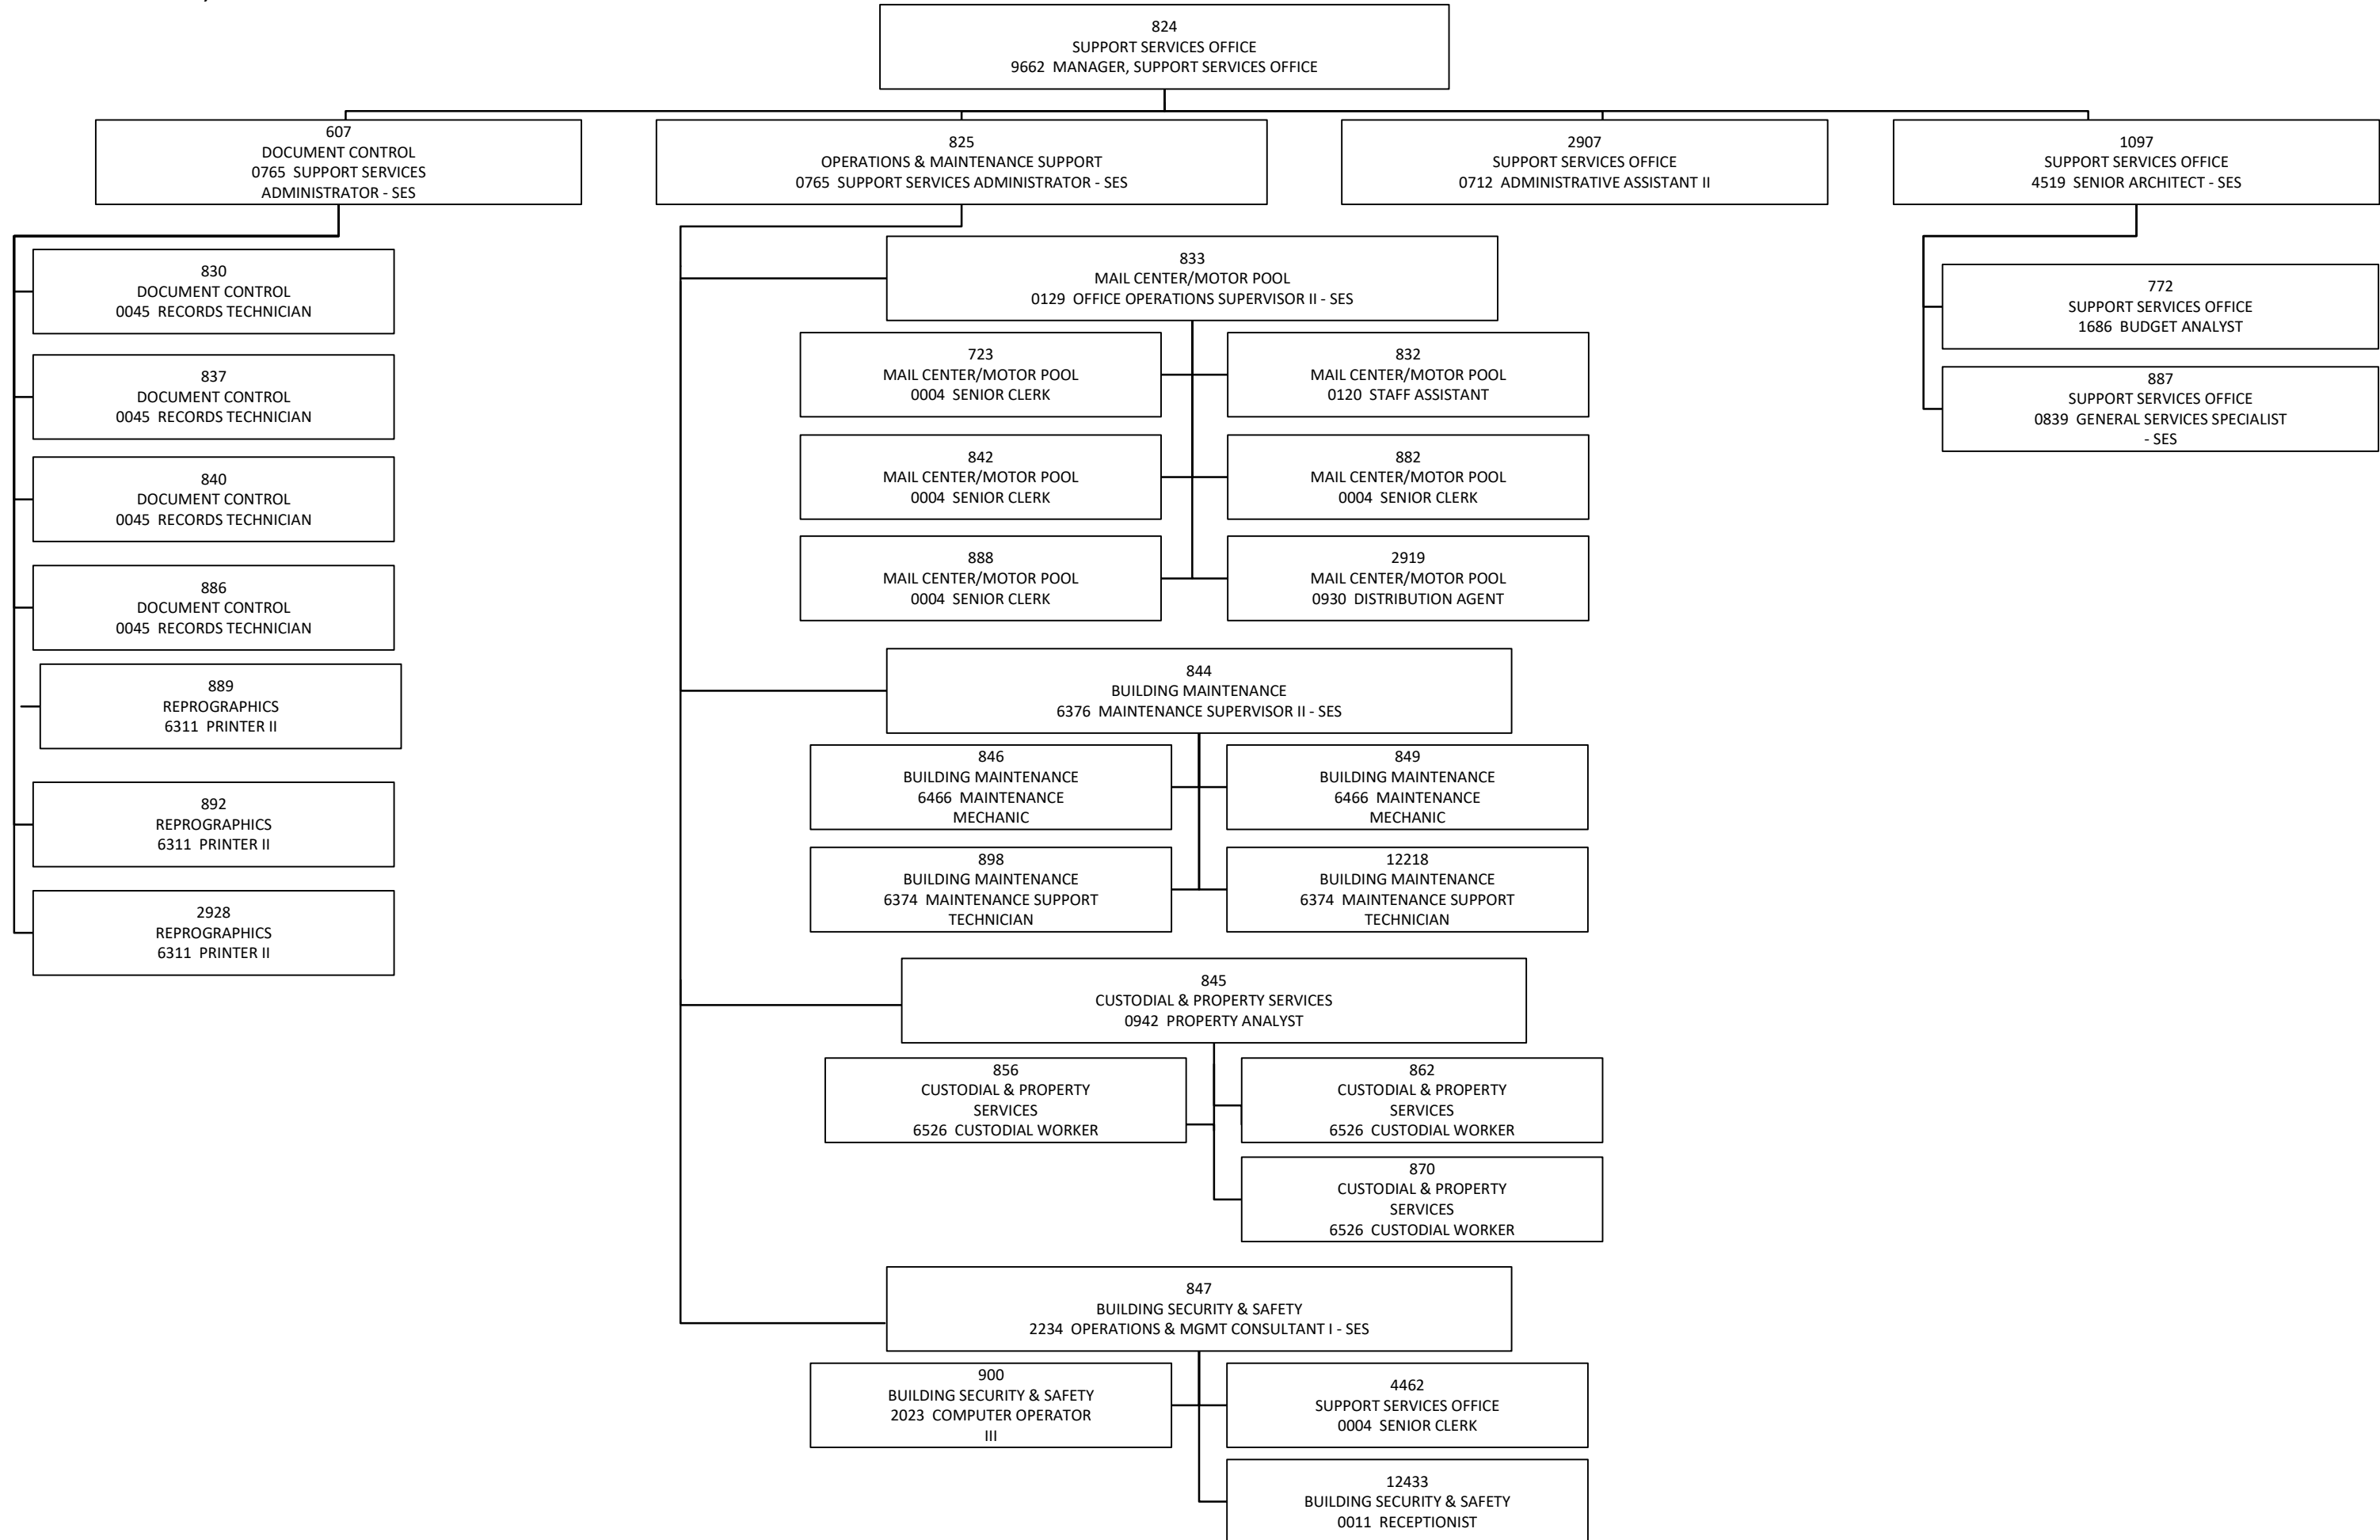 824
SUPPORT SERVICES OFFICE
9662 MANAGER, SUPPORT SERVICES OFFICE
607
DOCUMENT CONTROL
0765 SUPPORT SERVICES
ADMINISTRATOR - SES
825
OPERATIONS & MAINTENANCE SUPPORT
0765 SUPPORT SERVICES ADMINISTRATOR - SES
2907
SUPPORT SERVICES OFFICE
0712 ADMINISTRATIVE ASSISTANT II
1097
SUPPORT SERVICES OFFICE
4519 SENIOR ARCHITECT - SES
830
DOCUMENT CONTROL
0045 RECORDS TECHNICIAN
837
DOCUMENT CONTROL
0045 RECORDS TECHNICIAN
840
DOCUMENT CONTROL
0045 RECORDS TECHNICIAN
886
DOCUMENT CONTROL
0045 RECORDS TECHNICIAN
889
REPROGRAPHICS
6311 PRINTER II
892
REPROGRAPHICS
6311 PRINTER II
2928
REPROGRAPHICS
6311 PRINTER II
833
MAIL CENTER/MOTOR POOL
0129 OFFICE OPERATIONS SUPERVISOR II - SES
723
MAIL CENTER/MOTOR POOL
0004 SENIOR CLERK
832
MAIL CENTER/MOTOR POOL
0120 STAFF ASSISTANT
842
MAIL CENTER/MOTOR POOL
0004 SENIOR CLERK
882
MAIL CENTER/MOTOR POOL
0004 SENIOR CLERK
888
MAIL CENTER/MOTOR POOL
0004 SENIOR CLERK
2919
MAIL CENTER/MOTOR POOL
0930 DISTRIBUTION AGENT
844
BUILDING MAINTENANCE
6376 MAINTENANCE SUPERVISOR II - SES
846
BUILDING MAINTENANCE
6466 MAINTENANCE
MECHANIC
849
BUILDING MAINTENANCE
6466 MAINTENANCE
MECHANIC
898
BUILDING MAINTENANCE
6374 MAINTENANCE SUPPORT
TECHNICIAN
12218
BUILDING MAINTENANCE
6374 MAINTENANCE SUPPORT
TECHNICIAN
845
CUSTODIAL & PROPERTY SERVICES
0942 PROPERTY ANALYST
856
CUSTODIAL & PROPERTY
SERVICES
6526 CUSTODIAL WORKER
862
CUSTODIAL & PROPERTY
SERVICES
6526 CUSTODIAL WORKER
870
CUSTODIAL & PROPERTY
SERVICES
6526 CUSTODIAL WORKER
847
BUILDING SECURITY & SAFETY
2234 OPERATIONS & MGMT CONSULTANT I - SES
900
BUILDING SECURITY & SAFETY
2023 COMPUTER OPERATOR
III
4462
SUPPORT SERVICES OFFICE
0004 SENIOR CLERK
12433
BUILDING SECURITY & SAFETY
0011 RECEPTIONIST
772
SUPPORT SERVICES OFFICE
1686 BUDGET ANALYST
887
SUPPORT SERVICES OFFICE
0839 GENERAL SERVICES SPECIALIST
- SES